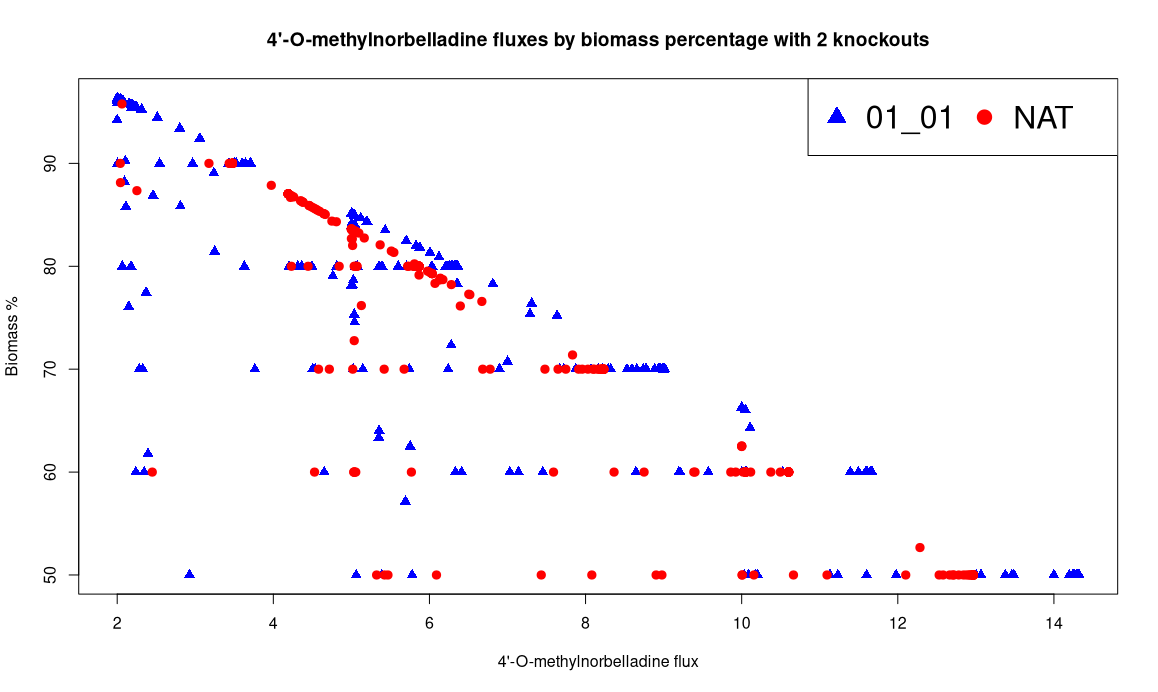 4'-O-methylnorbelladine fluxes by biomass percentage with 2 knockouts
01_01 NAT
90
80
70
60
50
Biomass %
2 4 6 8 10 12 14
4'-O-methylnorbelladine flux